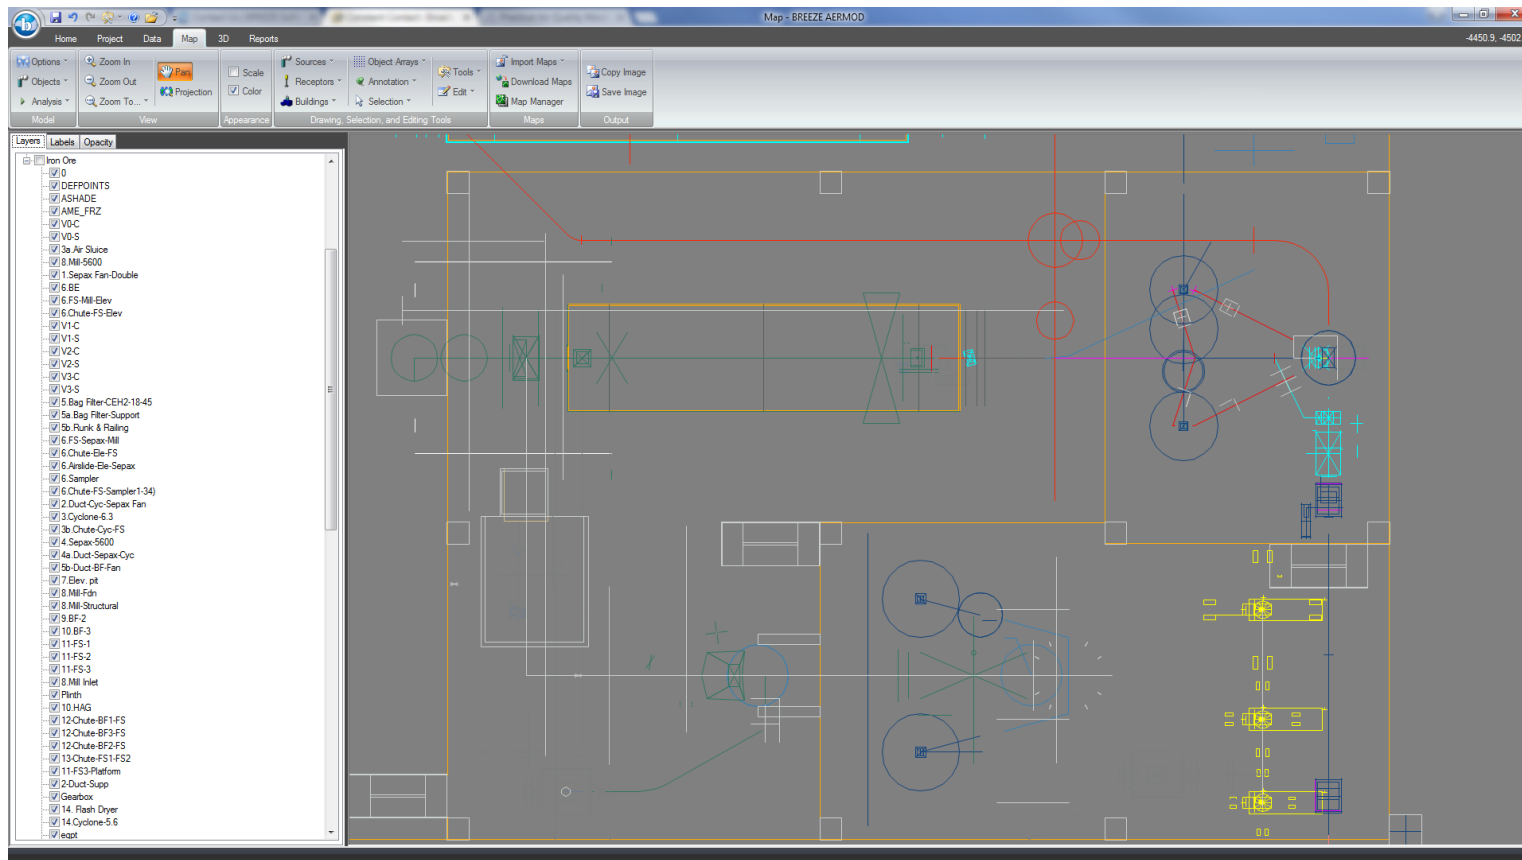 Map - BREEZE AERMOD
Home Project Data Map 3D Reports
-4450.9, -4502
Options Zoom In Pan Scale Sources Object Arrays Tools Import Maps Copy Image
Objects Zoom Out Projection Color Receptors Annotation Edit Download Maps Save Image
Analysis Zoom To... Buildings Selection Map Manager
Model View Appearance Drawing, Selection, and Editing Tools Maps Output
Layers Labels Opacity
Iron Ore
0
DEFPOINTS
ASHADE
AME_FRZ
V0-C
V0-S
3a.Air Sluice
8.Mill-5600
1.Sepax Fan-Double
6.BE
6.FS-Mill-Elev
6.Chute-FS-Elev
V1-C
V1-S
V2-C
V2-S
V3-C
V3-S
5.Bag Filter-CEH2-18-45
5a.Bag Filter-Support
5b.Runk & Railing
6.FS-Sepax-Mill
6.Chute-Ele-FS
6.Airslide-Ele-Sepax
6.Sampler
6.Chute-FS-Sampler1-34)
2.Duct-Cyc-Sepax Fan
3.Cyclone-6.3
3b.Chute-Cyc-FS
4.Sepax-5600
4a.Duct-Sepax-Cyc
5b-Duct-BF-Fan
7.Elev. pit
8.Mill-Fdn
8.Mill-Structural
9.BF-2
10.BF-3
11-FS-1
11-FS-2
11-FS-3
8.Mill Inlet
Plinth
10.HAG
12-Chute-BF1-FS
12-Chute-BF3-FS
12-Chute-BF2-FS
13-Chute-FS1-FS2
11-FS3-Platform
2-Duct-Supp
Gearbox
14. Flash Dryer
14.Cyclone-5.6
eqpt